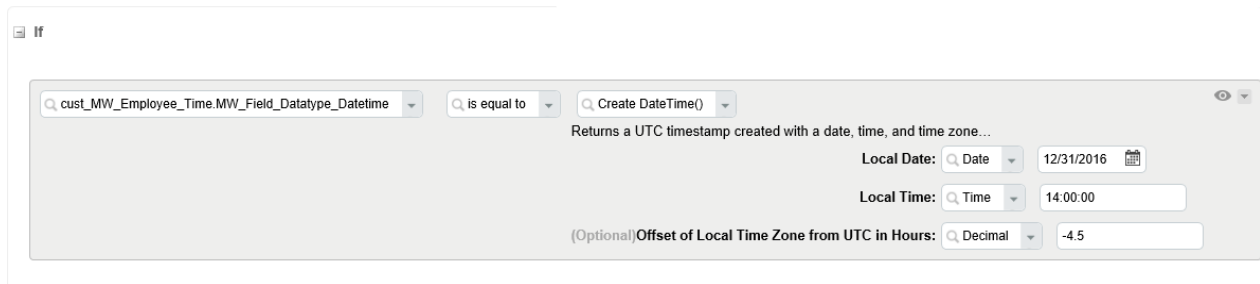 If
cust_MW_Employee_Time.MW_Field_Datatype_Datetime is equal to Create DateTime()
Returns a UTC timestamp created with a date, time, and time zone…
Local Date: Date 12/31/2016
Local Time: Time 14:00:00
(Optional)Offset of Local Time Zone from UTC in Hours: Decimal -4.5